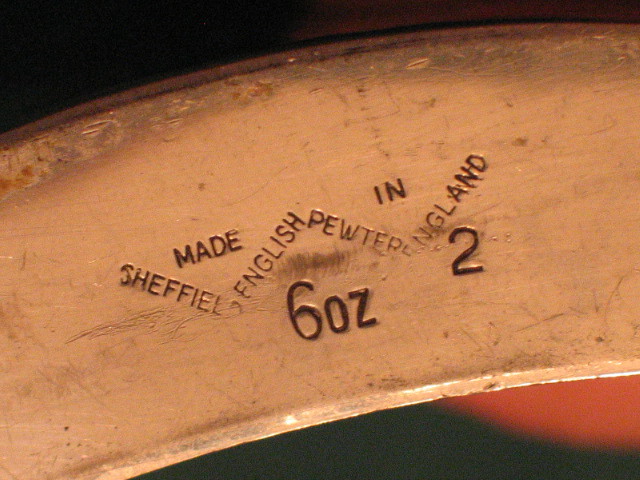 MADE IN
SHEFFIEL ENGLISH PEWTER ENGLAND
6oz 2